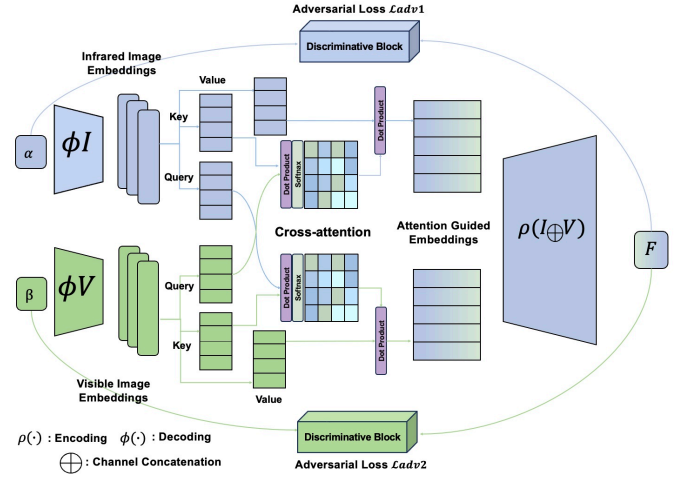 Adversarial Loss ℒadv1
Discriminative Block
Infrared Image
Embeddings
Value
Key
Query
α
ϕI
Dot Product
Softmax
Dot Product
Cross-attention
Attention Guided
Embeddings
ρ(I⊕V)
F
β
ϕV
Query
Key
Value
Dot Product
Softmax
Dot Product
Visible Image
Embeddings
Discriminative Block
Adversarial Loss ℒadv2
ρ(·) : Encoding ϕ(·) : Decoding
⊕ : Channel Concatenation